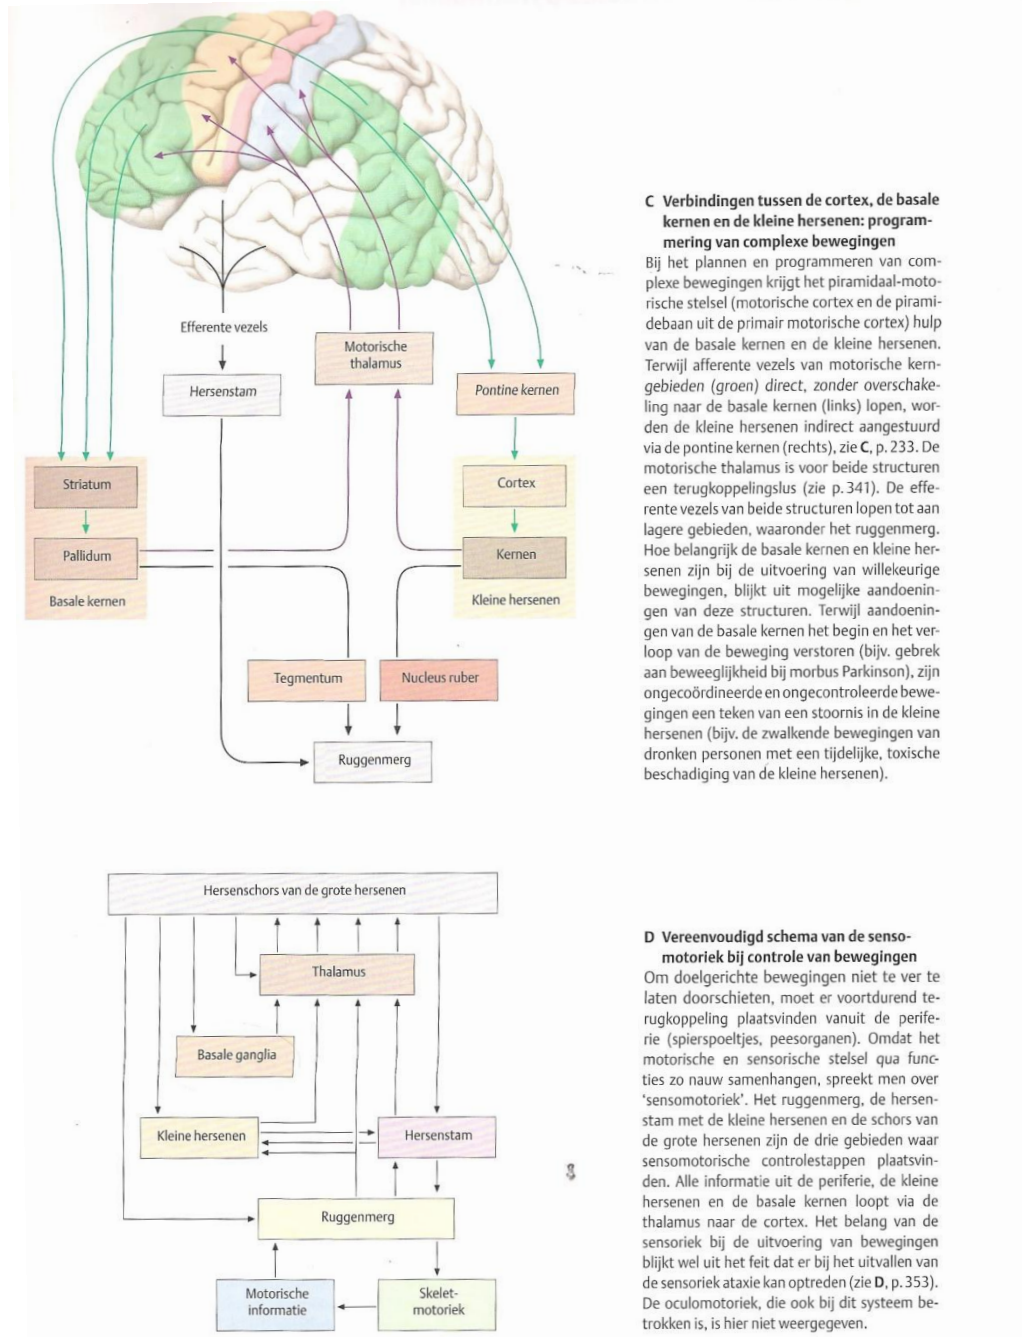 Efferente vezels
Motorische
thalamus
Hersenstam
Pontine kernen
Striatum
Cortex
Pallidum
Kernen
Basale kernen
Kleine hersenen
Tegmentum
Nucleus ruber
Ruggenmerg
C Verbindingen tussen de cortex, de basale
kernen en de kleine hersenen: program-
mering van complexe bewegingen
Bij het plannen en programmeren van com-
plexe bewegingen krijgt het piramidaal-moto-
rische stelsel (motorische cortex en de pirami-
debaan uit de primair motorische cortex) hulp
van de basale kernen en de kleine hersenen.
Terwijl afferente vezels van motorische kern-
gebieden (groen) direct, zonder overschake-
ling naar de basale kernen (links) lopen, wor-
den de kleine hersenen indirect aangestuurd
via de pontine kernen (rechts), zie C, p. 233. De
motorische thalamus is voor beide structuren
een terugkoppelingslus (zie p. 341). De effe-
rente vezels van beide structuren lopen tot aan
lagere gebieden, waaronder het ruggenmerg.
Hoe belangrijk de basale kernen en kleine her-
senen zijn bij de uitvoering van willekeurige
bewegingen, blijkt uit mogelijke aandoenin-
gen van deze structuren. Terwijl aandoenin-
gen van de basale kernen het begin en het ver-
loop van de beweging verstoren (bijv. gebrek
aan beweeglijkheid bij morbus Parkinson), zijn
ongecoördineerde en ongecontroleerde bewe-
gingen een teken van een stoornis in de kleine
hersenen (bijv. de zwalkende bewegingen van
dronken personen met een tijdelijke, toxische
beschadiging van de kleine hersenen).
Hersenschors van de grote hersenen
Thalamus
Basale ganglia
Kleine hersenen
Hersenstam
Ruggenmerg
Motorische
informatie
Skelet-
motoriek
D Vereenvoudigd schema van de senso-
motoriek bij controle van bewegingen
Om doelgerichte bewegingen niet te ver te
laten doorschieten, moet er voortdurend te-
rugkoppeling plaatsvinden vanuit de perife-
rie (spierspoeltjes, peesorganen). Omdat het
motorische en sensorische stelsel qua func-
ties zo nauw samenhangen, spreekt men over
'sensomotoriek'. Het ruggenmerg, de hersen-
stam met de kleine hersenen en de schors van
de grote hersenen zijn de drie gebieden waar
sensomotorische controlestappen plaatsvin-
den. Alle informatie uit de periferie, de kleine
hersenen en de basale kernen loopt via de
thalamus naar de cortex. Het belang van de
sensoriek bij de uitvoering van bewegingen
blijkt wel uit het feit dat er bij het uitvallen van
de sensoriek ataxie kan optreden (zie D, p. 353).
De oculomotoriek, die ook bij dit systeem be-
trokken is, is hier niet weergegeven.